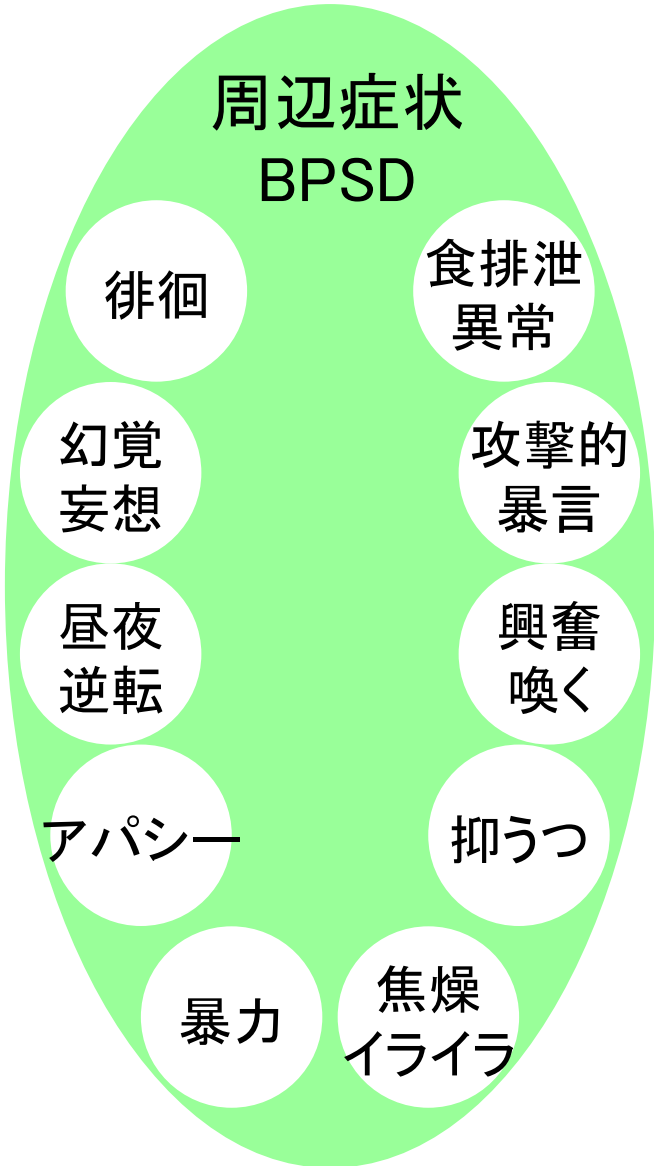 周辺症状
BPSD
徘徊
食排泄
異常
幻覚
妄想
攻撃的
暴言
昼夜
逆転
興奮
喚く
アパシー
抑うつ
暴力
焦燥
イライラ